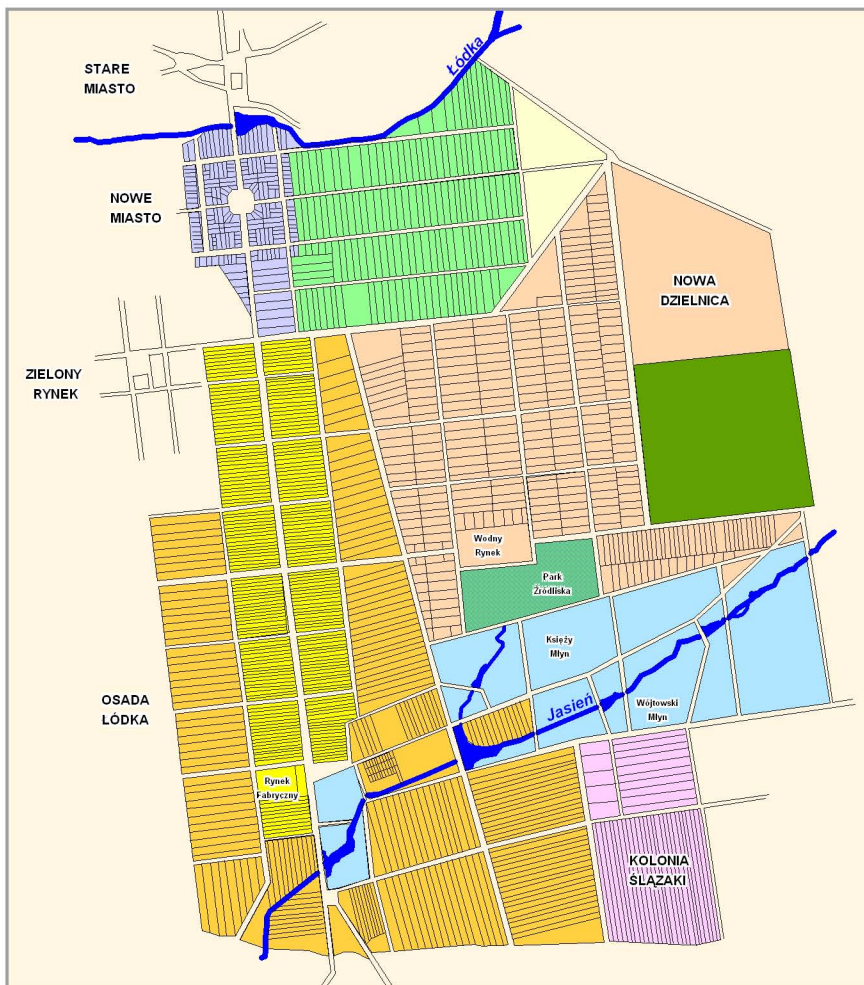 STARE
MIASTO
Łódka
NOWE
MIASTO
NOWA
DZIELNICA
ZIELONY
RYNEK
Wodny
Rynek
Park
Źródliska
Księży
Młyn
OSADA
ŁÓDKA
Jasień
Wójtowski
Młyn
Rynek
Fabryczny
KOLONIA
ŚLĄZAKI